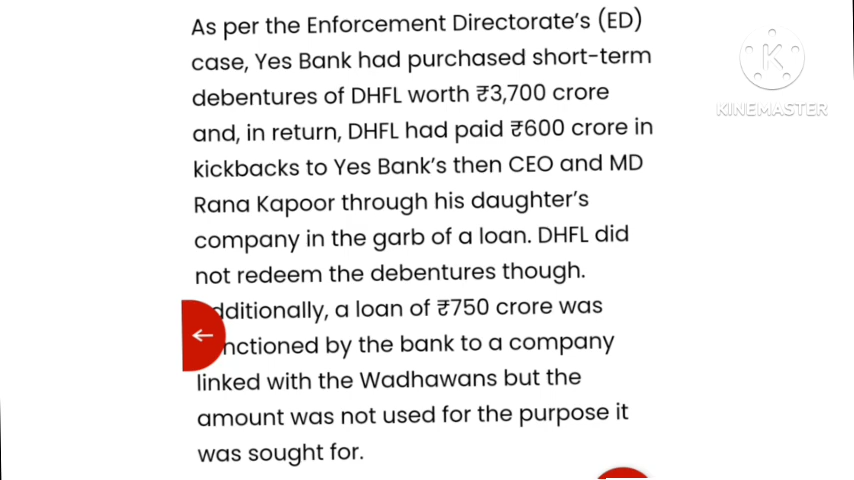 As per the Enforcement Directorate's (ED)
case, Yes Bank had purchased short-term
debentures of DHFL worth ₹3,700 crore
and, in return, DHFL had paid ₹600 crore in
kickbacks to Yes Bank's then CEO and MD
Rana Kapoor through his daughter's
company in the garb of a loan. DHFL did
not redeem the debentures though.
dditionally, a loan of ₹750 crore was
nctioned by the bank to a company
linked with the Wadhawans but the
amount was not used for the purpose it
was sought for.
K
KINEMASTER